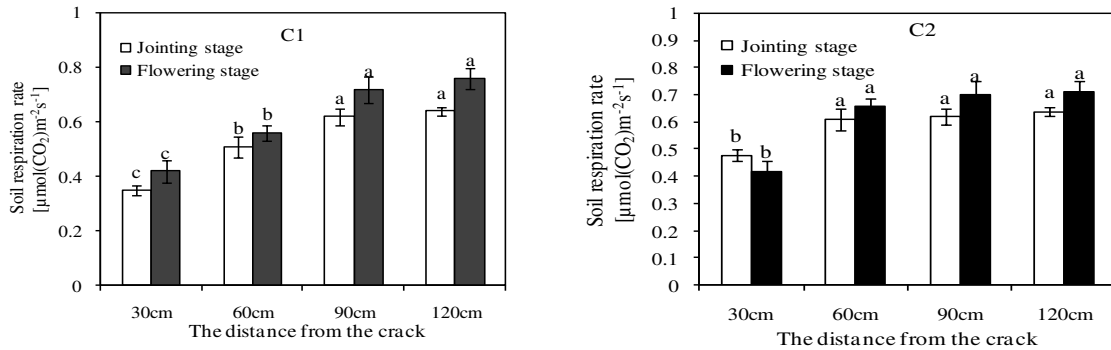 C1
Jointing stage
Flowering stage
Soil respiration rate
[µmol(CO₂)m⁻²s⁻¹]
1
0.8
0.6
0.4
0.2
0
c
c
b
b
a
a
a
a
30cm
60cm
90cm
120cm
The distance from the crack
C2
Jointing stage
Flowering stage
Soil respiration rate
[µmol(CO₂)m⁻²s⁻¹]
1
0.9
0.8
0.7
0.6
0.5
0.4
0.3
0.2
0.1
0
b
b
a
a
a
a
a
a
30cm
60cm
90cm
120cm
The distance from the crack